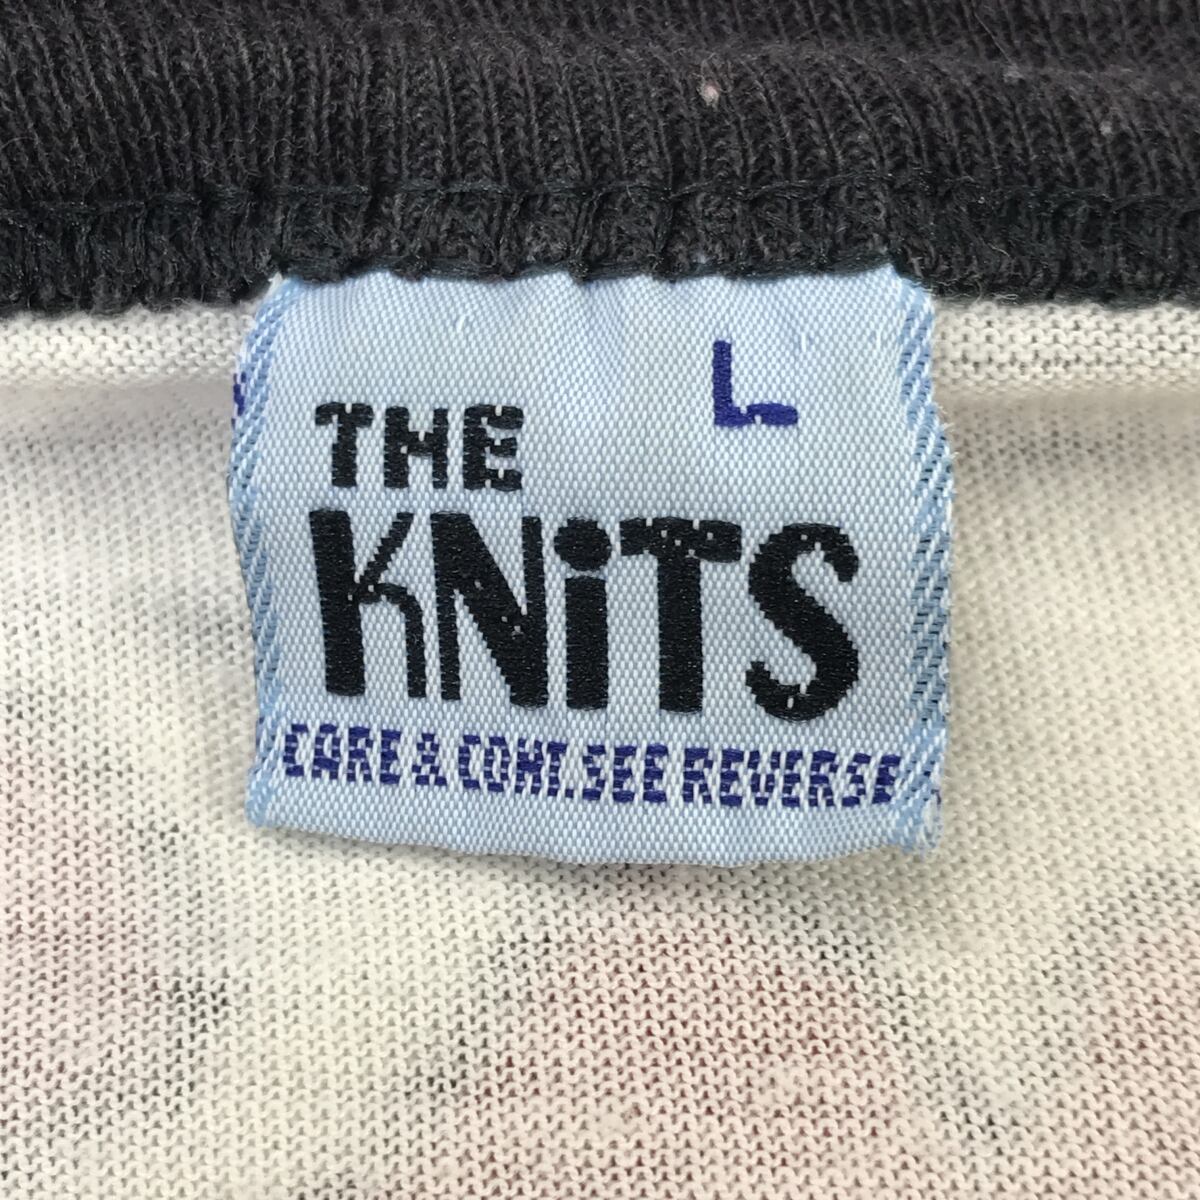 L
THE
KNiTS
CARE & CONT. SEE REVERSE